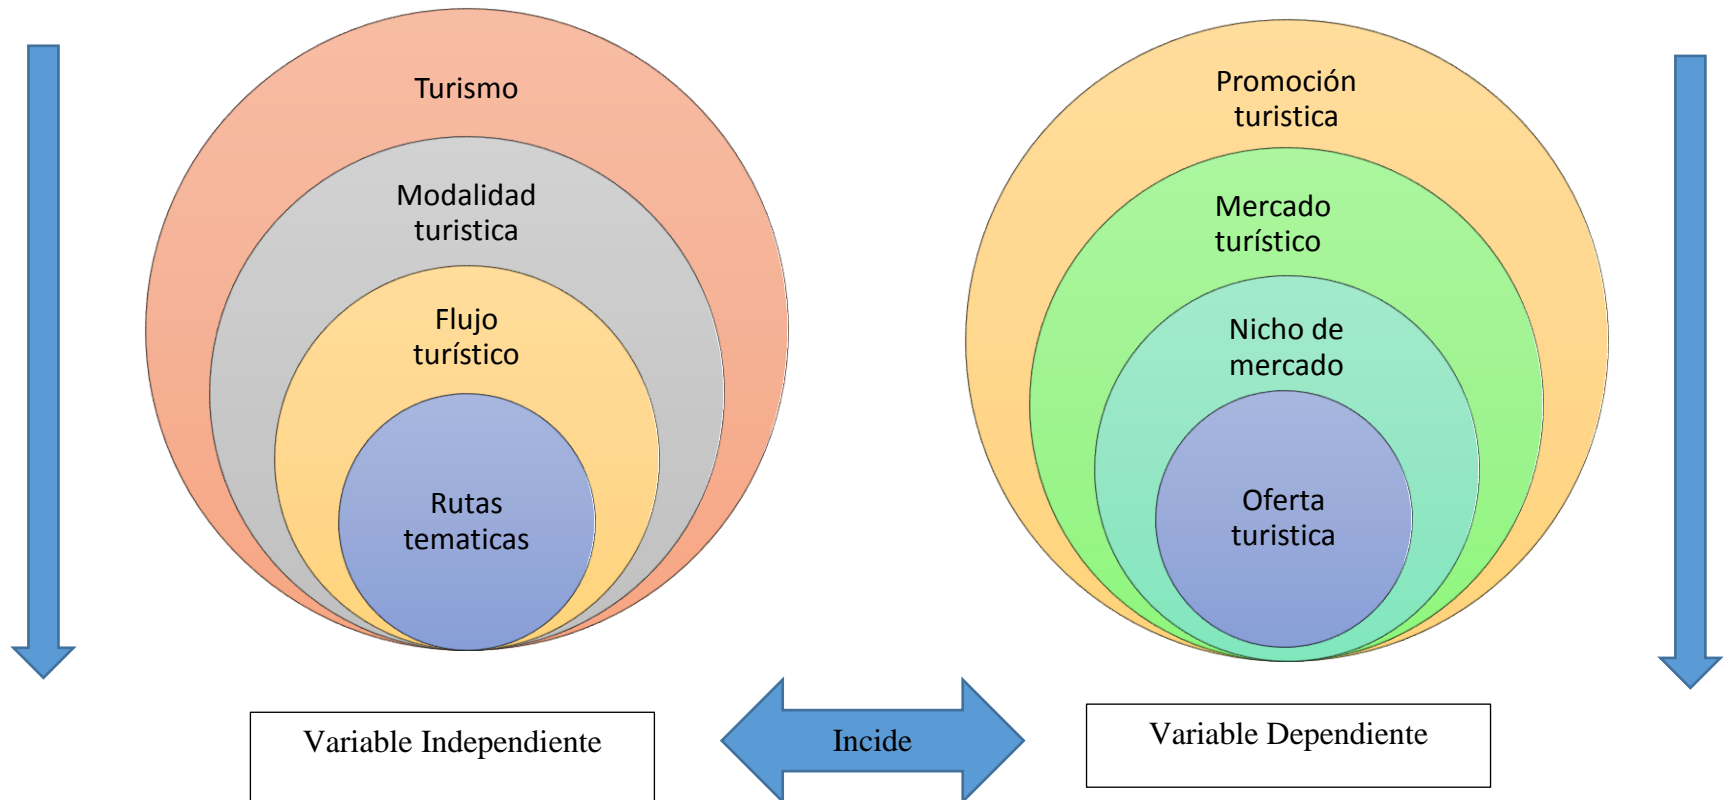 Turismo
Modalidad
turistica
Flujo
turístico
Rutas
tematicas
Promoción
turistica
Mercado
turístico
Nicho de
mercado
Oferta
turistica
Variable Independiente
Incide
Variable Dependiente